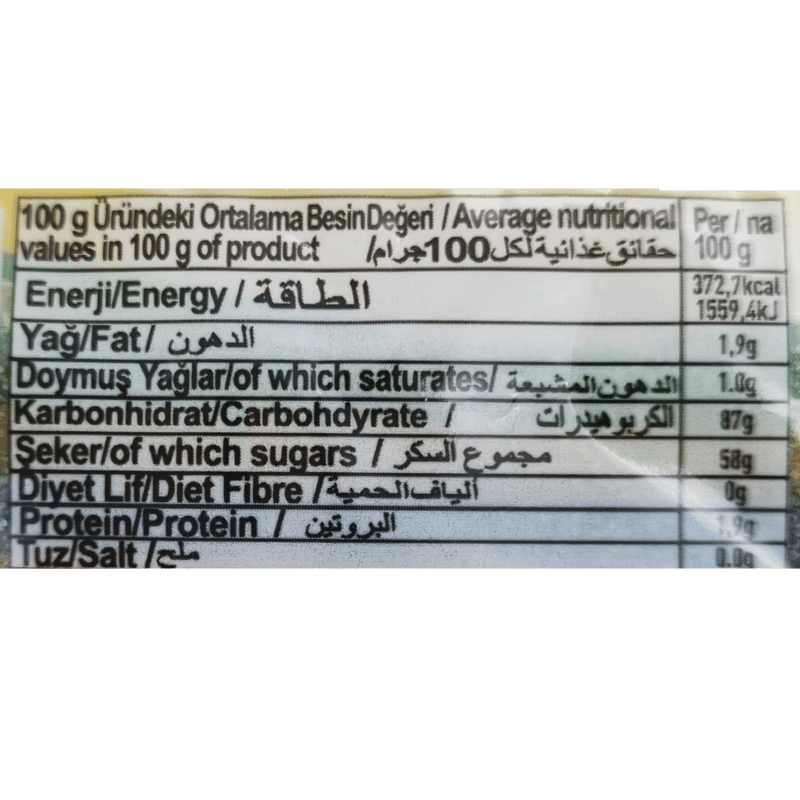 100 g Üründeki Ortalama Besin Değeri / Average nutritional Per / na
values in 100 g of product حقائق غذائية لكل 100 جرام/ 100 g
Enerji/Energy / الطاقة 372,7kcal
1559,4kJ
Yağ/Fat / الدهون 1,9g
Doymuş Yağlar/of which saturates/ الدهون المشبعة 1.0g
Karbonhidrat/Carbohdyrate / الكربوهيدرات 87g
Şeker/of which sugars / مجموع السكر 58g
Diyet Lif/Diet Fibre / ألياف الحمية 0g
Protein/Protein / البروتين 1,9g
Tuz/Salt / ملح 0.0g